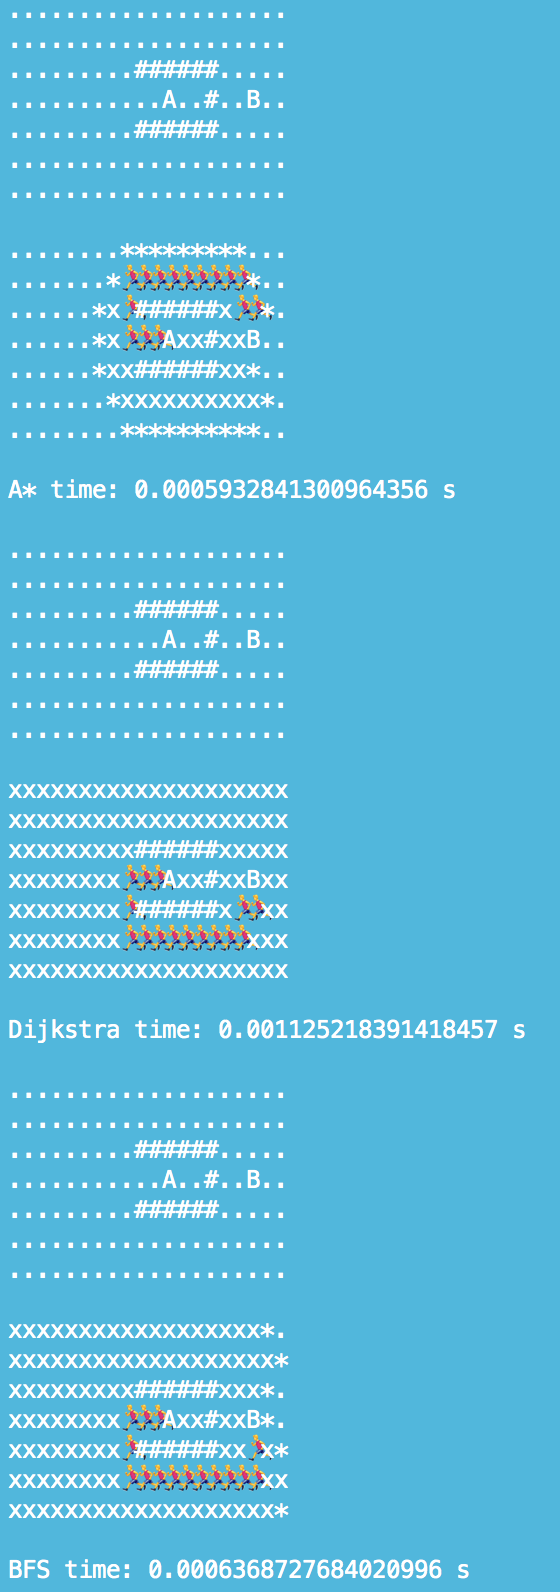 ....................
....................
.........######.....
...........A..#..B..
.........######.....
....................
....................
........*********...
.......*🏃🏃🏃🏃🏃🏃🏃🏃🏃*..
......*x🏃######x🏃🏃*.
......*x🏃🏃🏃Axx#xxB..
......*xx######xx*..
.......*xxxxxxxxxx*.
........**********..
A* time: 0.0005932841300964356 s
....................
....................
.........######.....
...........A..#..B..
.........######.....
....................
....................
xxxxxxxxxxxxxxxxxxxx
xxxxxxxxxxxxxxxxxxxx
xxxxxxxxx######xxxxx
xxxxxxxx🏃🏃🏃Axx#xxBxx
xxxxxxxx🏃######x🏃🏃xx
xxxxxxxx🏃🏃🏃🏃🏃🏃🏃🏃🏃xxx
xxxxxxxxxxxxxxxxxxxx
Dijkstra time: 0.001125218391418457 s
....................
....................
.........######.....
...........A..#..B..
.........######.....
....................
....................
xxxxxxxxxxxxxxxxxx*.
xxxxxxxxxxxxxxxxxxx*
xxxxxxxxx######xxx*.
xxxxxxxx🏃🏃🏃Axx#xxB*.
xxxxxxxx🏃######xx🏃x*
xxxxxxxx🏃🏃🏃🏃🏃🏃🏃🏃🏃🏃xx
xxxxxxxxxxxxxxxxxxx*
BFS time: 0.0006368727684020996 s